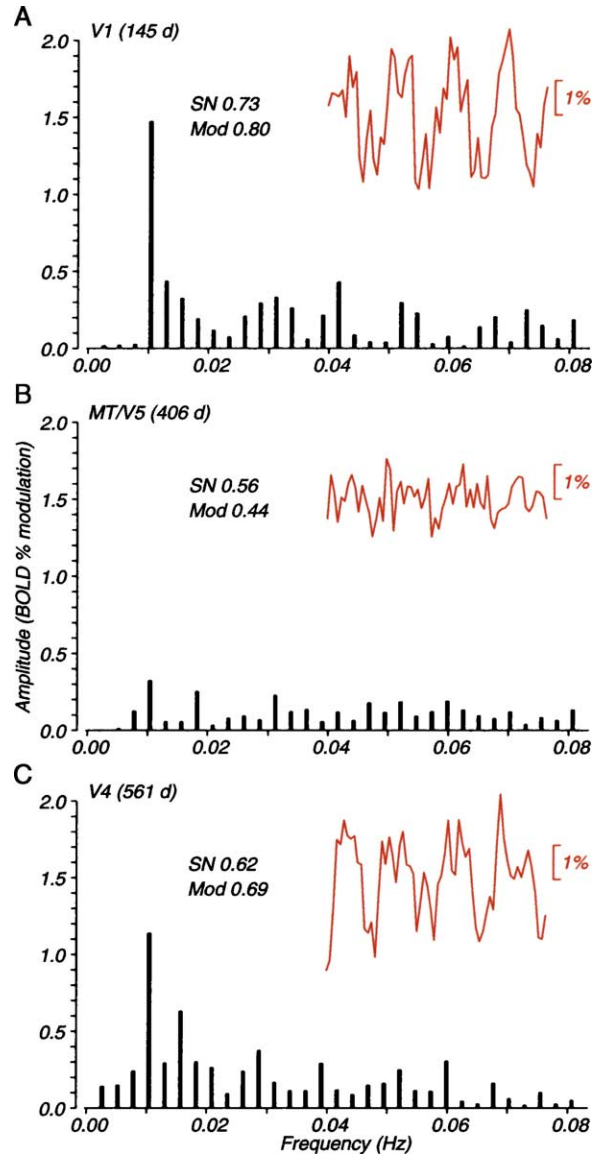 A
V1 (145 d)
2.0
1.5
1.0
0.5
0.0
SN 0.73
Mod 0.80
1%
0.00
0.02
0.04
0.06
0.08
B
MT/V5 (406 d)
2.0
1.5
1.0
0.5
0.0
SN 0.56
Mod 0.44
1%
0.00
0.02
0.04
0.06
0.08
Amplitude (BOLD % modulation)
C
V4 (561 d)
2.0
1.5
1.0
0.5
0.0
SN 0.62
Mod 0.69
1%
0.00
0.02
0.04
0.06
0.08
Frequency (Hz)